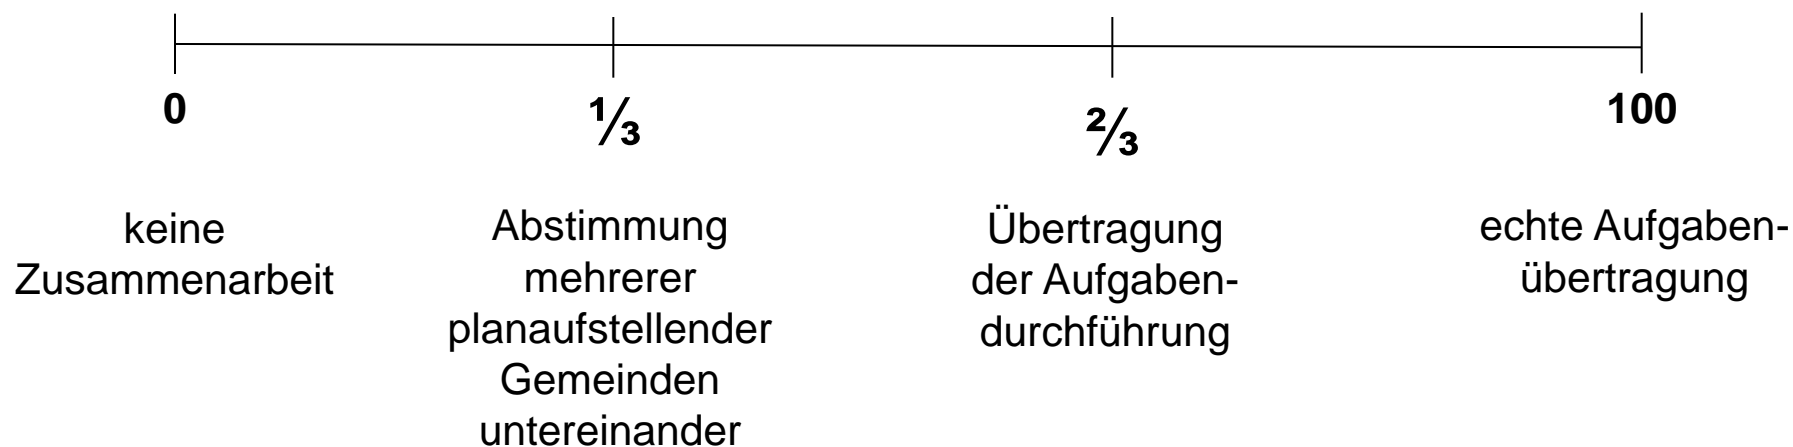 0
⅓
⅔
100
keine
Zusammenarbeit
Abstimmung
mehrerer
planaufstellender
Gemeinden
untereinander
Übertragung
der Aufgaben-
durchführung
echte Aufgaben-
übertragung